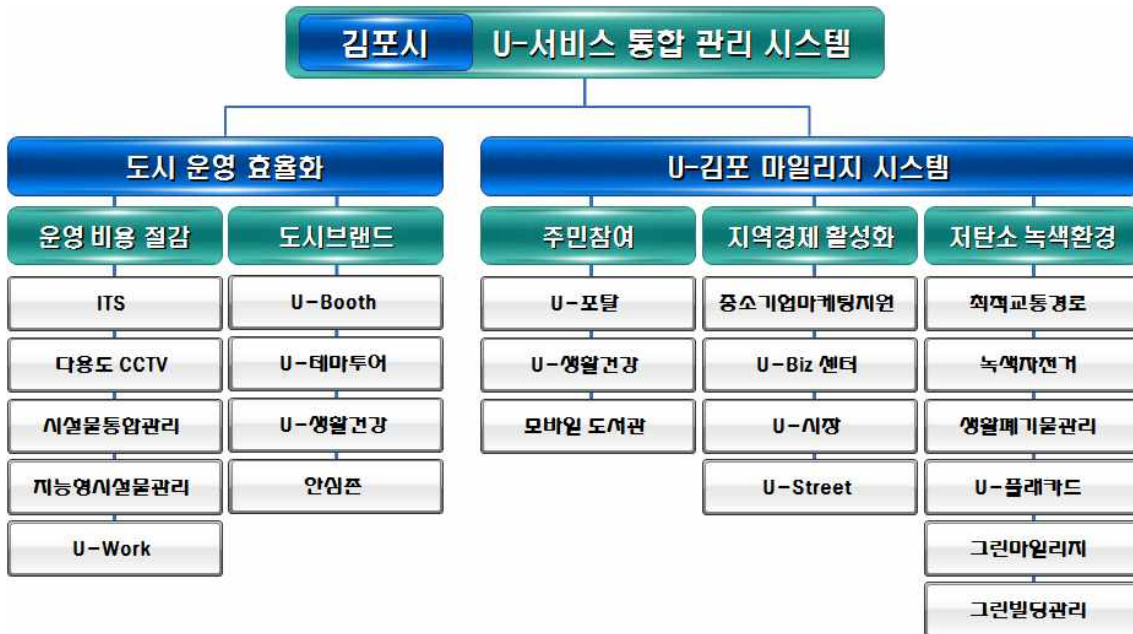 김포시 U-서비스 통합 관리 시스템
도시 운영 효율화
운영 비용 절감
ITS
다용도 CCTV
시설물통합관리
지능형시설물관리
U-Work
도시브랜드
U-Booth
U-테마투어
U-생활건강
안심존
U-김포 마일리지 시스템
주민참여
U-포탈
U-생활건강
모바일 도서관
지역경제 활성화
중소기업마케팅지원
U-Biz 센터
U-시장
U-Street
저탄소 녹색환경
최적교통경로
녹색자전거
생활폐기물관리
U-플래카드
그린마일리지
그린빌딩관리